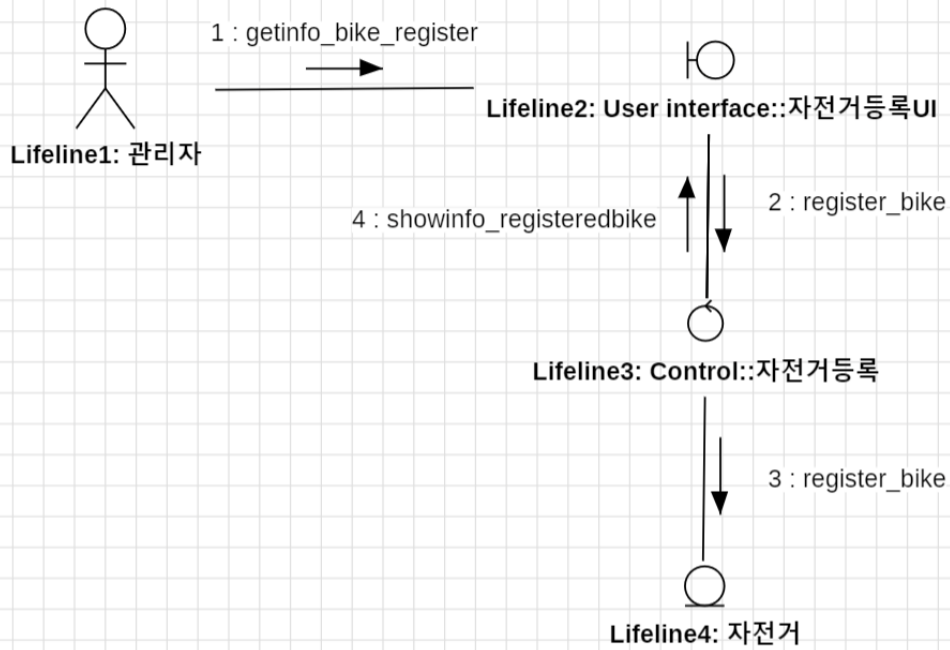 1 : getinfo_bike_register
Lifeline2: User interface::자전거등록UI
Lifeline1: 관리자
2 : register_bike
4 : showinfo_registeredbike
Lifeline3: Control::자전거등록
3 : register_bike
Lifeline4: 자전거